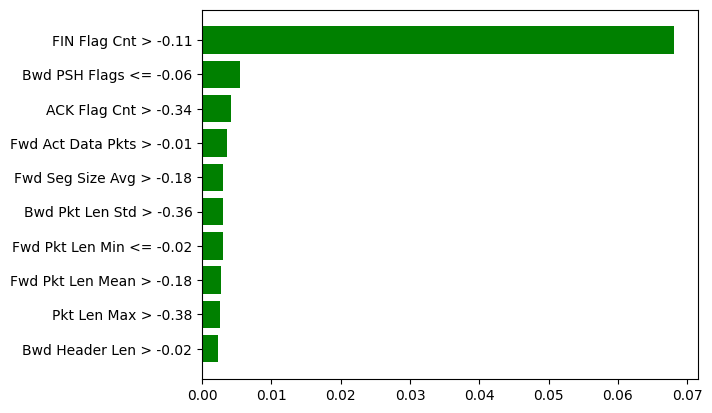 FIN Flag Cnt > -0.11
Bwd PSH Flags <= -0.06
ACK Flag Cnt > -0.34
Fwd Act Data Pkts > -0.01
Fwd Seg Size Avg > -0.18
Bwd Pkt Len Std > -0.36
Fwd Pkt Len Min <= -0.02
Fwd Pkt Len Mean > -0.18
Pkt Len Max > -0.38
Bwd Header Len > -0.02
0.00 0.01 0.02 0.03 0.04 0.05 0.06 0.07